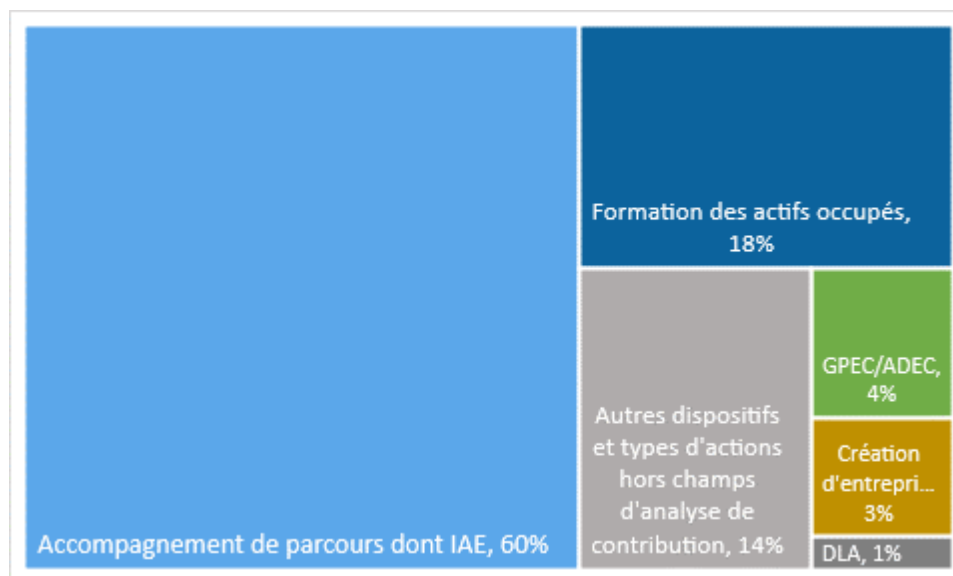 Accompagnement de parcours dont IAE, 60%
Formation des actifs occupés,
18%
Autres dispositifs
et types d'actions
hors champs
d'analyse de
contribution, 14%
GPEC/ADEC,
4%
Création
d'entrepri...
3%
DLA, 1%